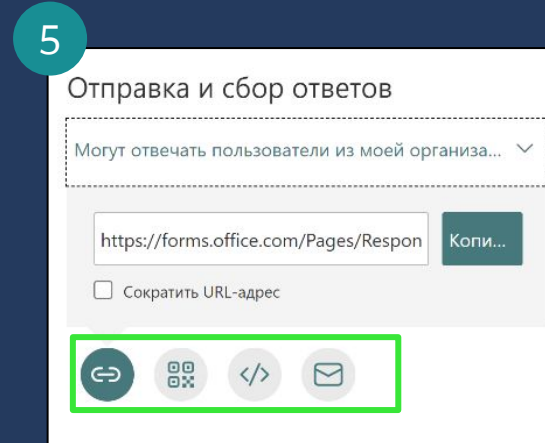 5
Отправка и сбор ответов
Могут отвечать пользователи из моей организа...
https://forms.office.com/Pages/Respon
Копи...
Сократить URL-адрес